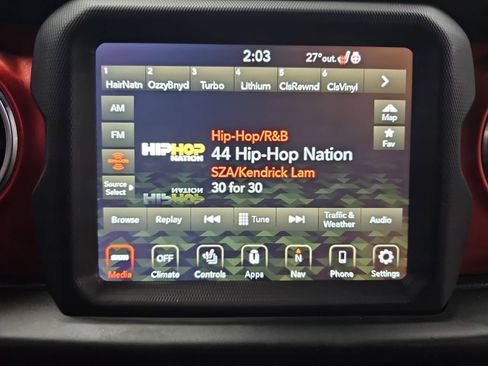 2:03 27°out.
1 2 3 4 5 6
HairNatn OzzyBnyd Turbo Lithium ClsRewnd ClsVinyl
AM
Map
FM
Hip-Hop/R&B
Fav
HIPHOP
NATION
44 Hip-Hop Nation
SZA/Kendrick Lam
Source
Select
30 for 30
Browse Replay Tune Traffic &
Weather Audio
OFF N
Media Climate Controls Apps Nav Phone Settings